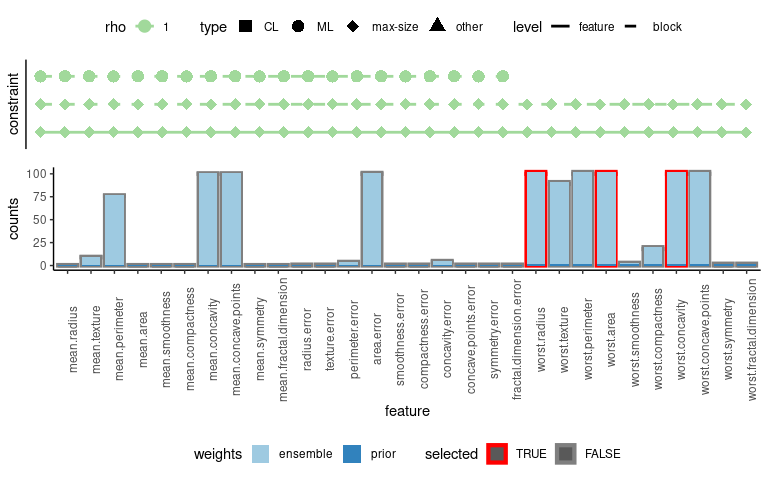 rho 1 type CL ML max-size other level feature block
constraint
counts
100
75
50
25
0
mean.radius
mean.texture
mean.perimeter
mean.area
mean.smoothness
mean.compactness
mean.concavity
mean.concave.points
mean.symmetry
mean.fractal.dimension
radius.error
texture.error
perimeter.error
area.error
smoothness.error
compactness.error
concavity.error
concave.points.error
symmetry.error
fractal.dimension.error
worst.radius
worst.texture
worst.perimeter
worst.area
worst.smoothness
worst.compactness
worst.concavity
worst.concave.points
worst.symmetry
worst.fractal.dimension
feature
weights ensemble prior selected TRUE FALSE